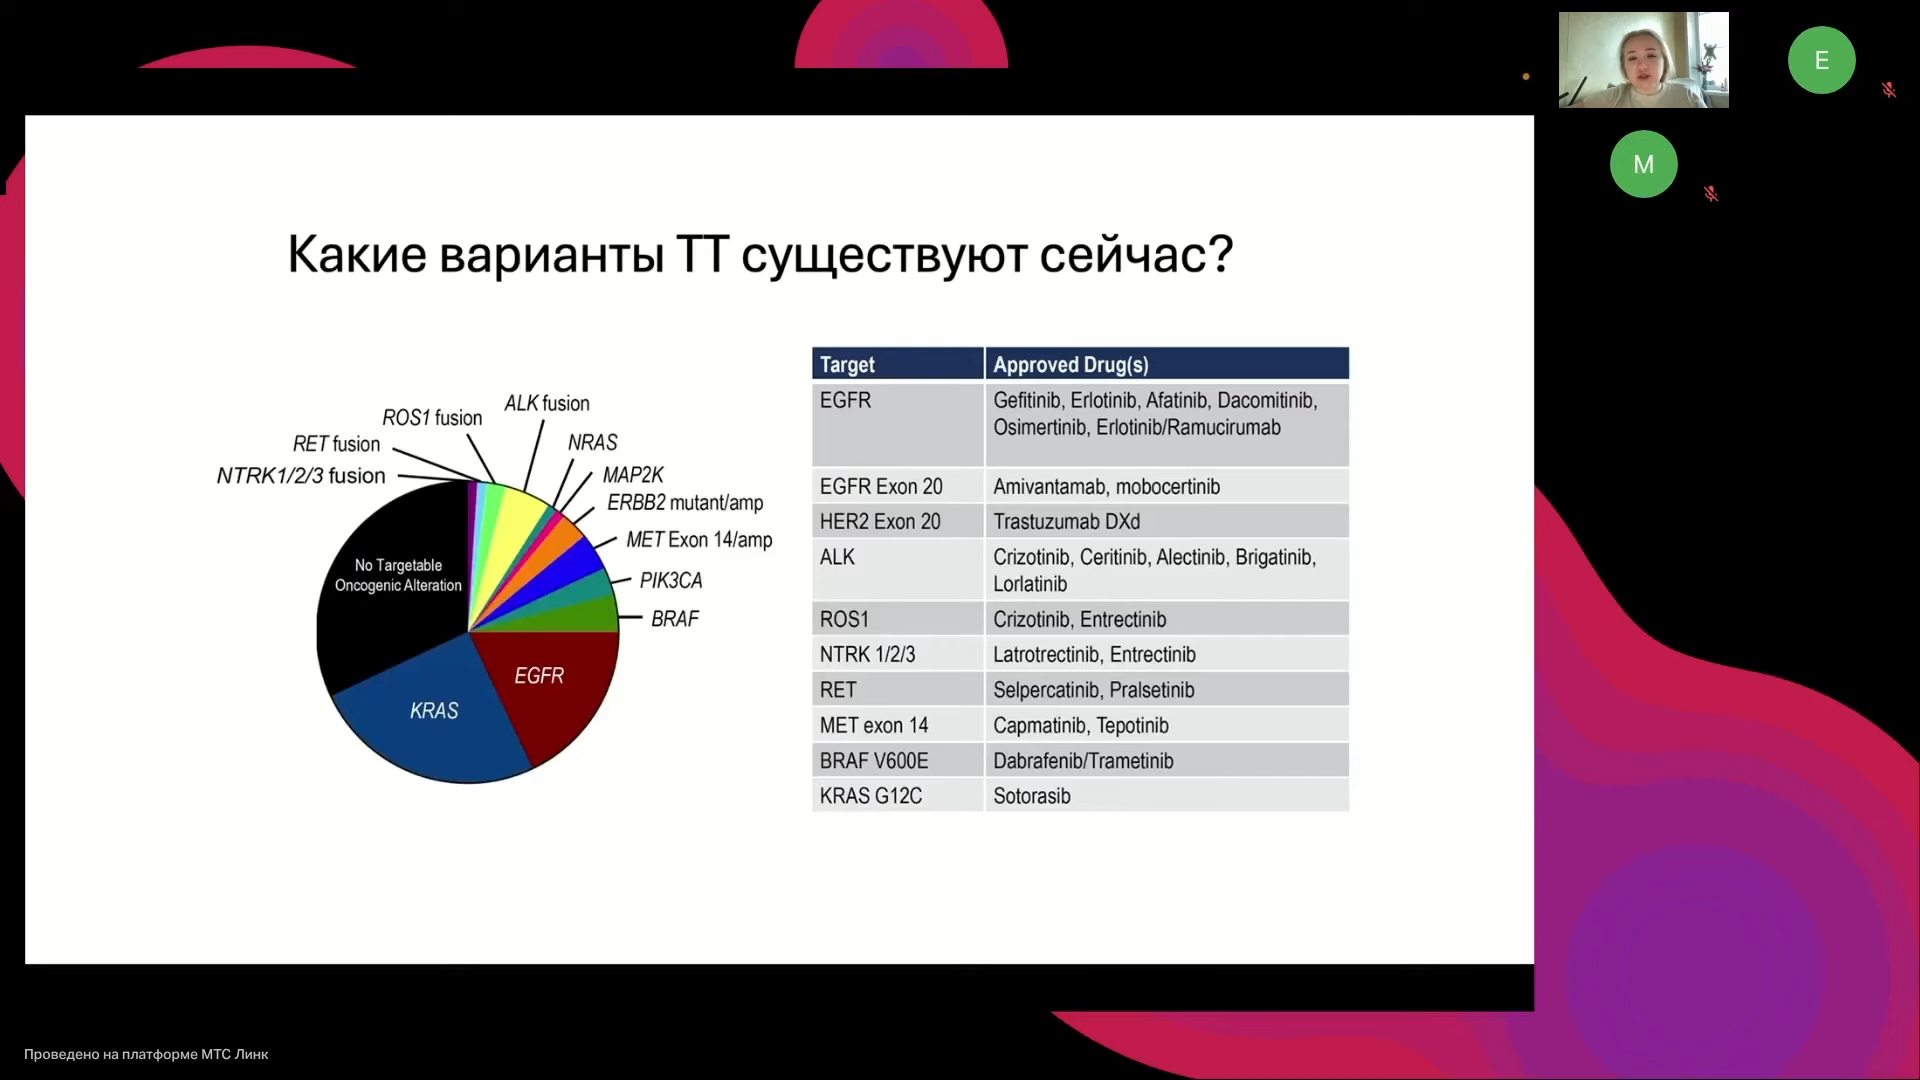 E
M
Какие варианты ТТ существуют сейчас?
ALK fusion
ROS1 fusion
NRAS
RET fusion
MAP2K
NTRK1/2/3 fusion
ERBB2 mutant/amp
MET Exon 14/amp
No Targetable
Oncogenic Alteration
PIK3CA
BRAF
EGFR
KRAS
Target Approved Drug(s)
EGFR Gefitinib, Erlotinib, Afatinib, Dacomitinib,
Osimertinib, Erlotinib/Ramucirumab
EGFR Exon 20 Amivantamab, mobocertinib
HER2 Exon 20 Trastuzumab DXd
ALK Crizotinib, Ceritinib, Alectinib, Brigatinib,
Lorlatinib
ROS1 Crizotinib, Entrectinib
NTRK 1/2/3 Latrotrectinib, Entrectinib
RET Selpercatinib, Pralsetinib
MET exon 14 Capmatinib, Tepotinib
BRAF V600E Dabrafenib/Trametinib
KRAS G12C Sotorasib
Проведено на платформе МТС Линк